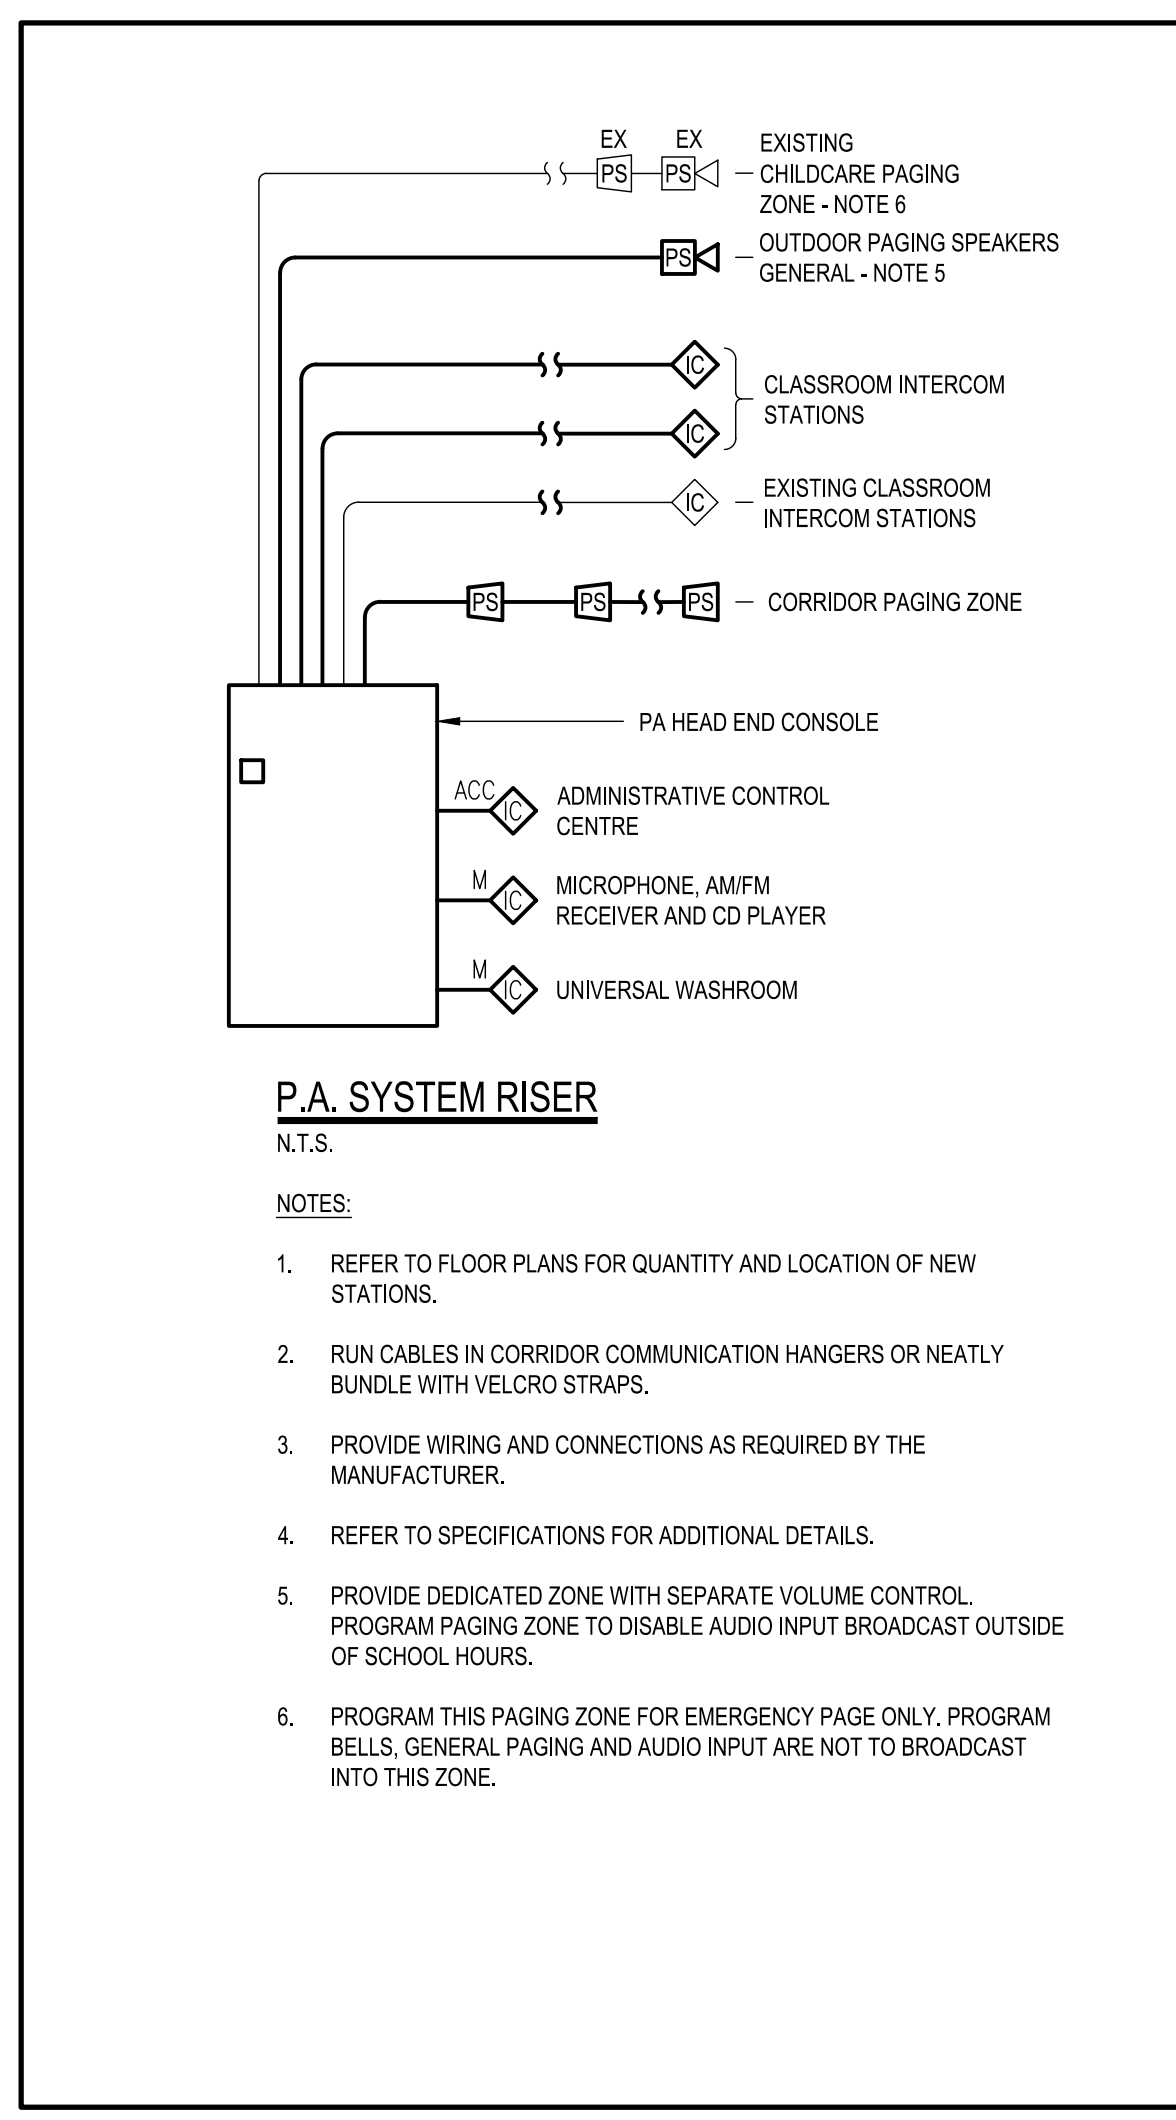 EX EX
EXISTING
PS PS CHILDCARE PAGING
ZONE - NOTE 6
OUTDOOR PAGING SPEAKERS
PS
GENERAL - NOTE 5
IC
CLASSROOM INTERCOM
STATIONS
IC
EXISTING CLASSROOM
IC
INTERCOM STATIONS
PS PS PS CORRIDOR PAGING ZONE
PA HEAD END CONSOLE
ACC IC ADMINISTRATIVE CONTROL
CENTRE
M IC MICROPHONE, AM/FM
RECEIVER AND CD PLAYER
M IC UNIVERSAL WASHROOM
P.A. SYSTEM RISER
N.T.S.
NOTES:
1. REFER TO FLOOR PLANS FOR QUANTITY AND LOCATION OF NEW
STATIONS.
2. RUN CABLES IN CORRIDOR COMMUNICATION HANGERS OR NEATLY
BUNDLE WITH VELCRO STRAPS.
3. PROVIDE WIRING AND CONNECTIONS AS REQUIRED BY THE
MANUFACTURER.
4. REFER TO SPECIFICATIONS FOR ADDITIONAL DETAILS.
5. PROVIDE DEDICATED ZONE WITH SEPARATE VOLUME CONTROL.
PROGRAM PAGING ZONE TO DISABLE AUDIO INPUT BROADCAST OUTSIDE
OF SCHOOL HOURS.
6. PROGRAM THIS PAGING ZONE FOR EMERGENCY PAGE ONLY. PROGRAM
BELLS, GENERAL PAGING AND AUDIO INPUT ARE NOT TO BROADCAST
INTO THIS ZONE.